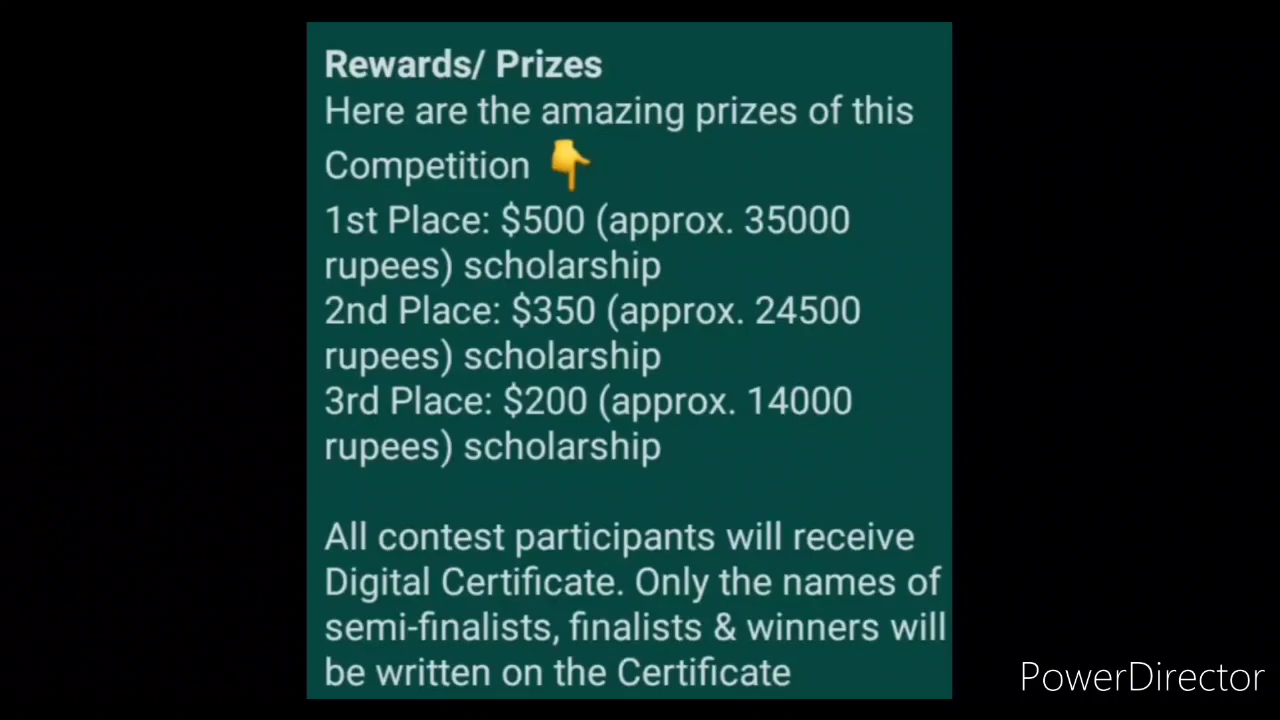 Rewards/ Prizes
Here are the amazing prizes of this
Competition 👇
1st Place: $500 (approx. 35000
rupees) scholarship
2nd Place: $350 (approx. 24500
rupees) scholarship
3rd Place: $200 (approx. 14000
rupees) scholarship
All contest participants will receive
Digital Certificate. Only the names of
semi-finalists, finalists & winners will
be written on the Certificate
PowerDirector